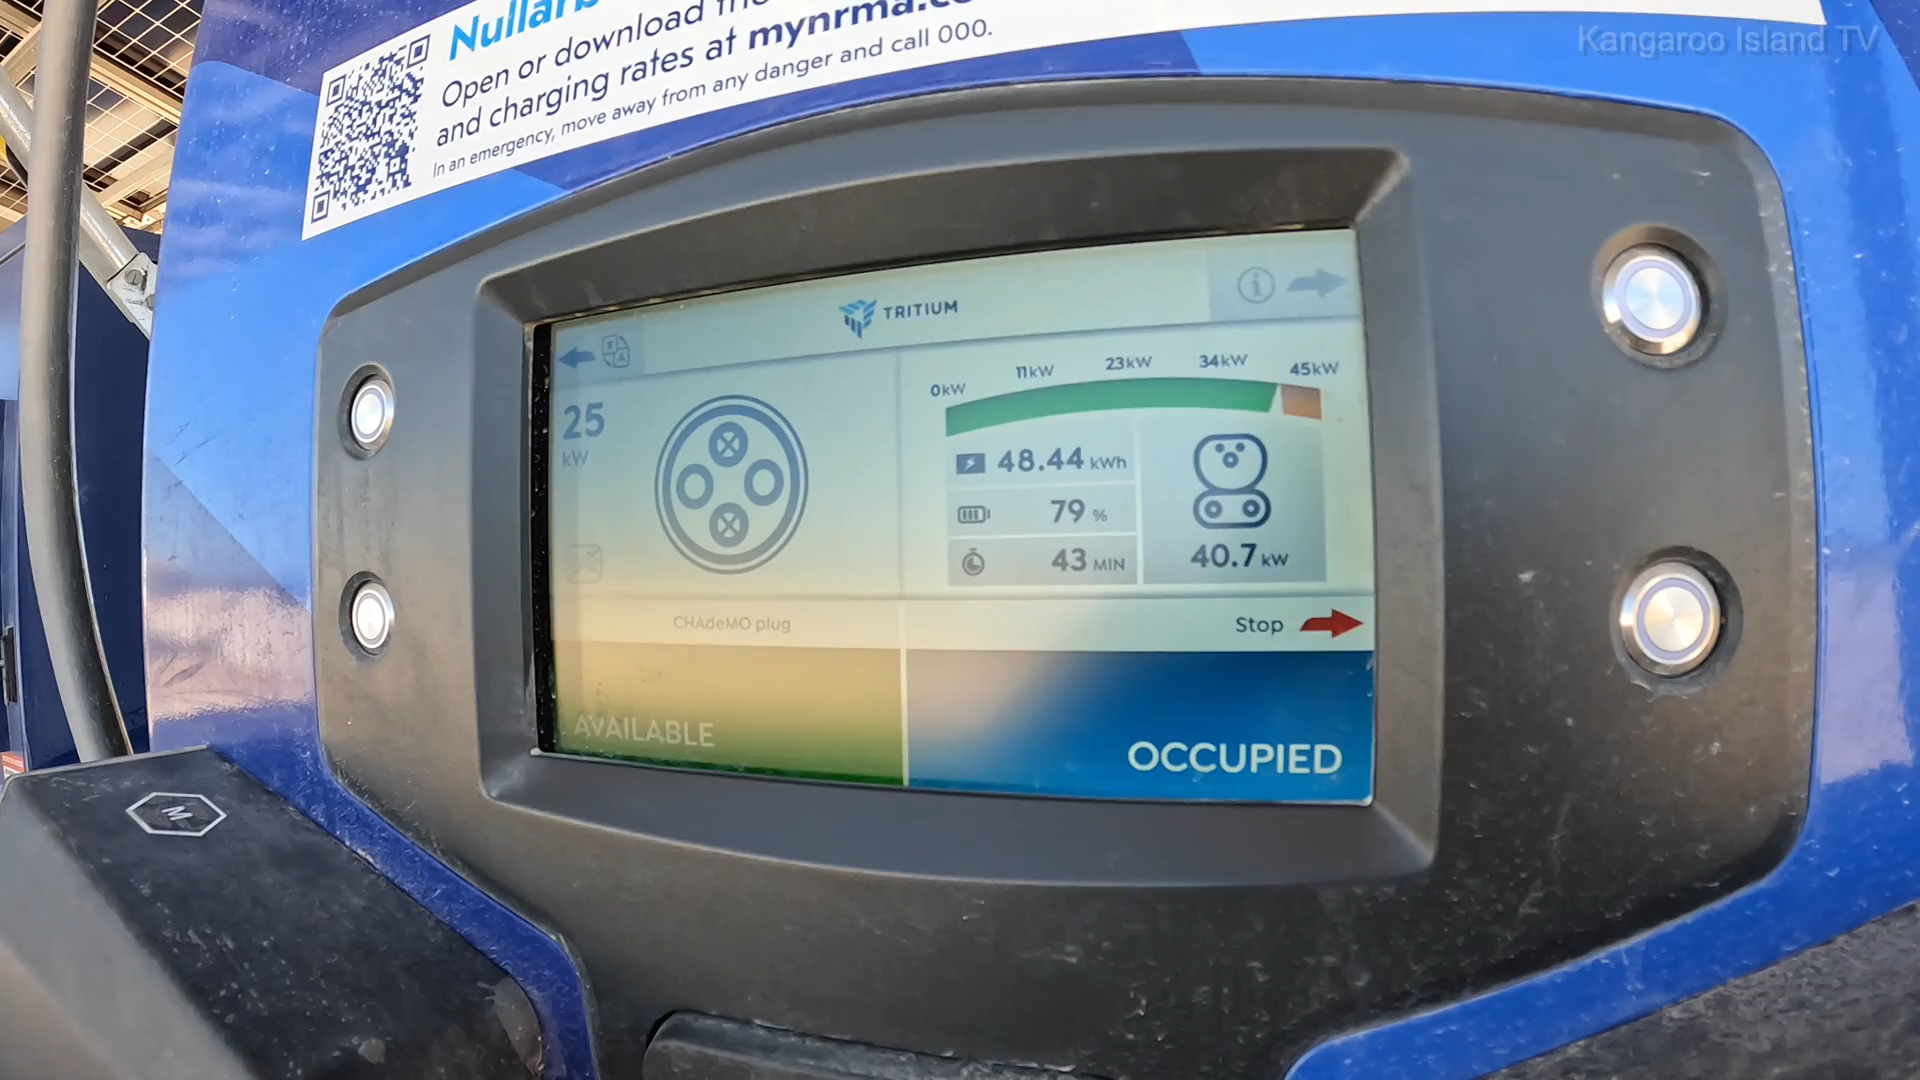 Kangaroo Island TV
Open or download
and charging rates at mynrma.co
In an emergency, move away from any danger and call 000.
TRITIUM
i
25
kW
0kW 11kW 23kW 34kW 45kW
48.44 kWh
79 %
43 MIN
40.7 kW
CHAdeMO plug
Stop
AVAILABLE
OCCUPIED
M